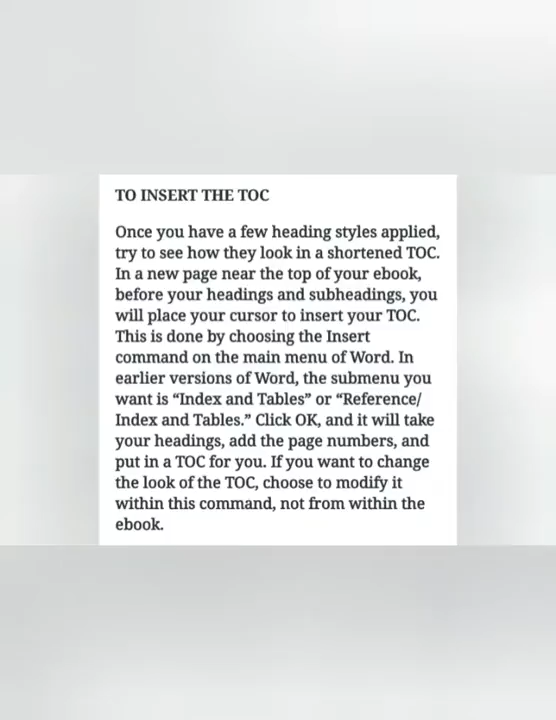 TO INSERT THE TOC
Once you have a few heading styles applied,
try to see how they look in a shortened TOC.
In a new page near the top of your ebook,
before your headings and subheadings, you
will place your cursor to insert your TOC.
This is done by choosing the Insert
command on the main menu of Word. In
earlier versions of Word, the submenu you
want is “Index and Tables” or “Reference/
Index and Tables.” Click OK, and it will take
your headings, add the page numbers, and
put in a TOC for you. If you want to change
the look of the TOC, choose to modify it
within this command, not from within the
ebook.